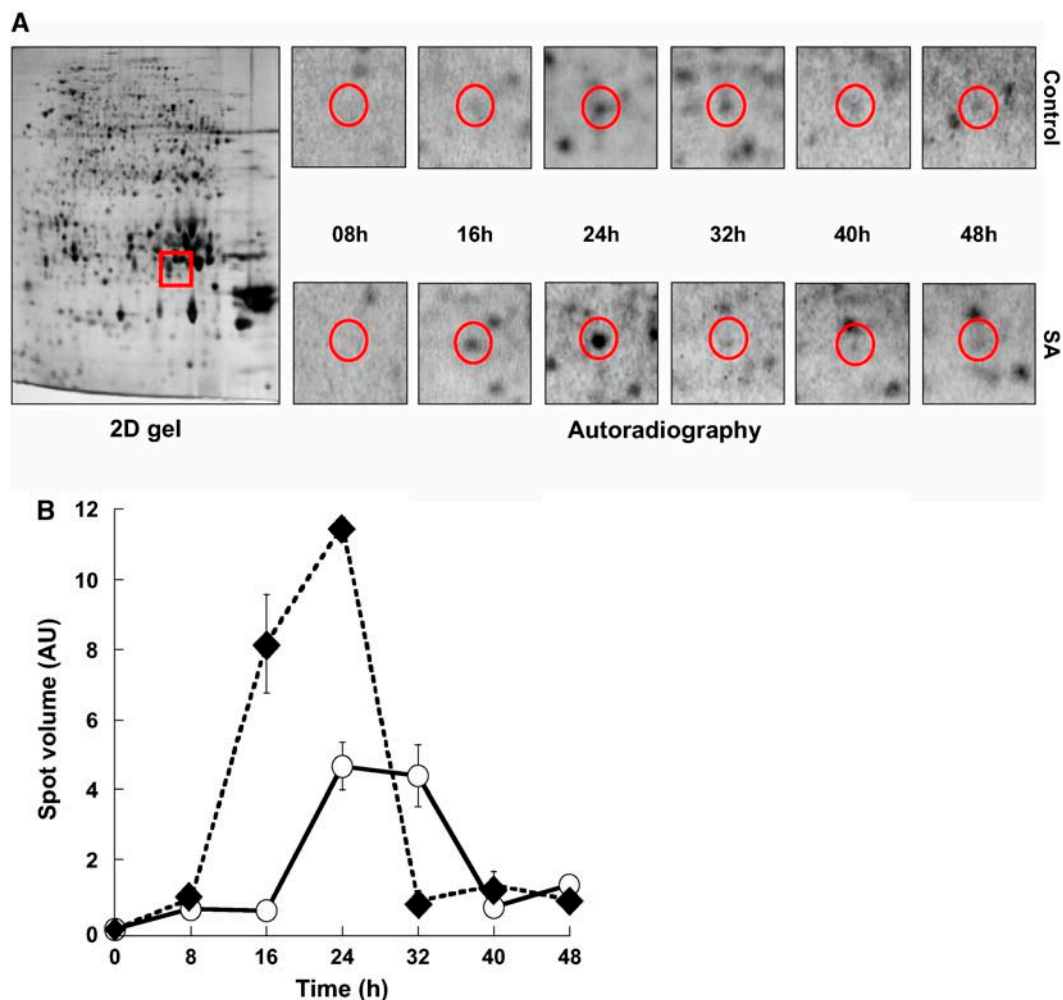 A
Control
08h 16h 24h 32h 40h 48h
SA
2D gel
Autoradiography
B
12
10
8
6
4
2
0
Spot volume (AU)
0 8 16 24 32 40 48
Time (h)